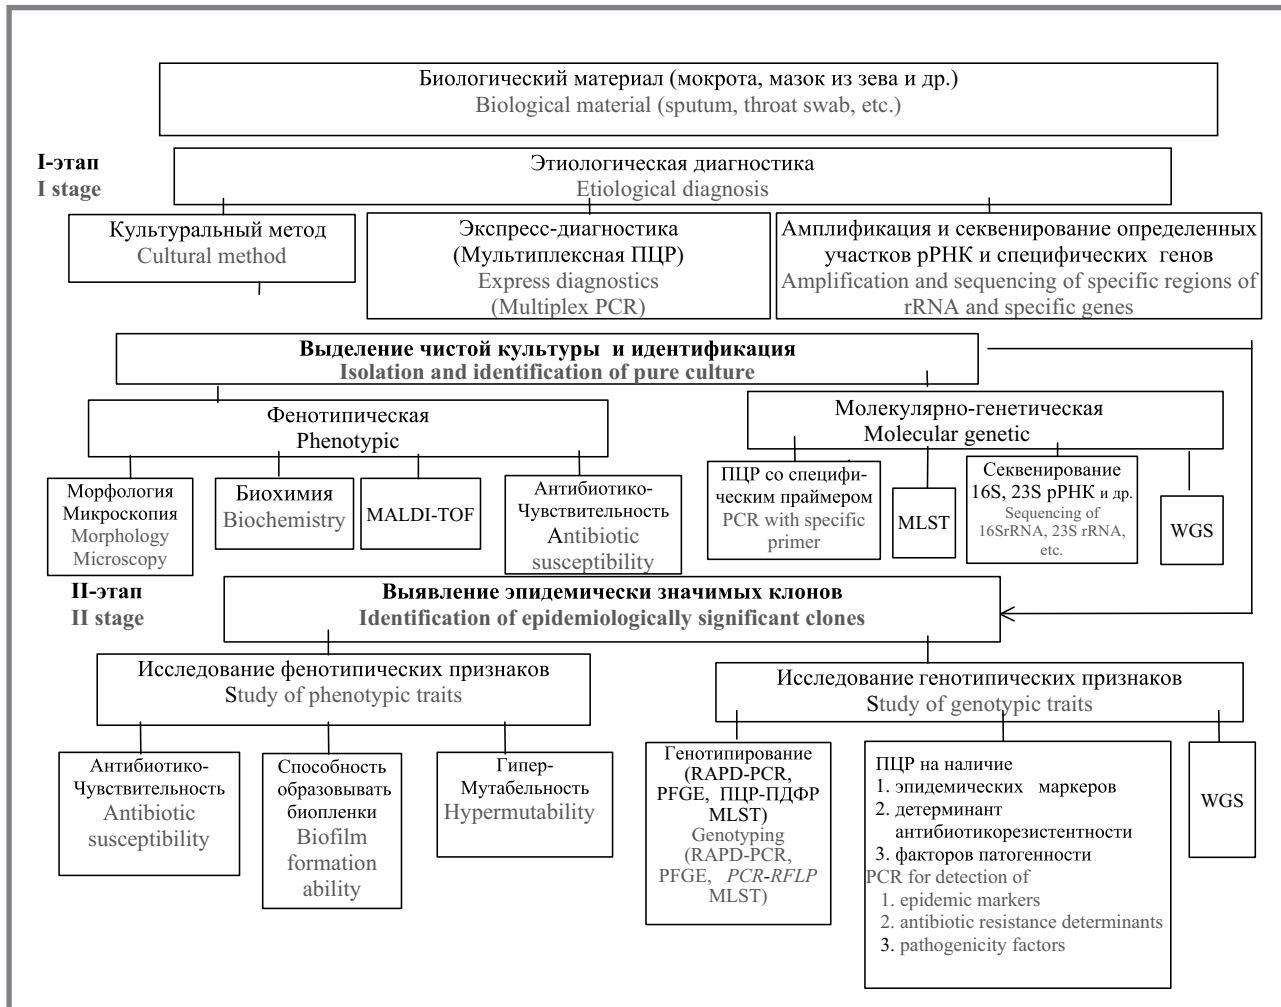 Биологический материал (мокрота, мазок из зева и др.)
Biological material (sputum, throat swab, etc.)
I-этап
I stage
Этиологическая диагностика
Etiological diagnosis
Культуральный метод
Cultural method
Экспресс-диагностика
(Мультиплексная ПЦР)
Express diagnostics
(Multiplex PCR)
Амплификация и секвенирование определенных
участков рРНК и специфических генов
Amplification and sequencing of specific regions of
rRNA and specific genes
Выделение чистой культуры и идентификация
Isolation and identification of pure culture
Фенотипическая
Phenotypic
Молекулярно-генетическая
Molecular genetic
Морфология
Микроскопия
Morphology
Microscopy
Биохимия
Biochemistry
MALDI-TOF
Антибиотико-
Чувствительность
Antibiotic
susceptibility
ПЦР со специфи-
ческим праймером
PCR with specific
primer
MLST
Секвенирование
16S, 23S рРНК и др.
Sequencing of
16SrRNA, 23S rRNA,
etc.
WGS
II-этап
II stage
Выявление эпидемически значимых клонов
Identification of epidemiologically significant clones
Исследование фенотипических признаков
Study of phenotypic traits
Исследование генотипических признаков
Study of genotypic traits
Антибиотико-
Чувствительность
Antibiotic
susceptibility
Способность
образовывать
биопленки
Biofilm
formation
ability
Гипер-
Мутабельность
Hypermutability
Генотипирование
(RAPD-PCR,
PFGE, ПЦР-ПДФР
MLST)
Genotyping
(RAPD-PCR,
PFGE, PCR-RFLP
MLST)
ПЦР на наличие
1. эпидемических маркеров
2. детерминант
антибиотикорезистентности
3. факторов патогенности
PCR for detection of
1. epidemic markers
2. antibiotic resistance determinants
3. pathogenicity factors
WGS